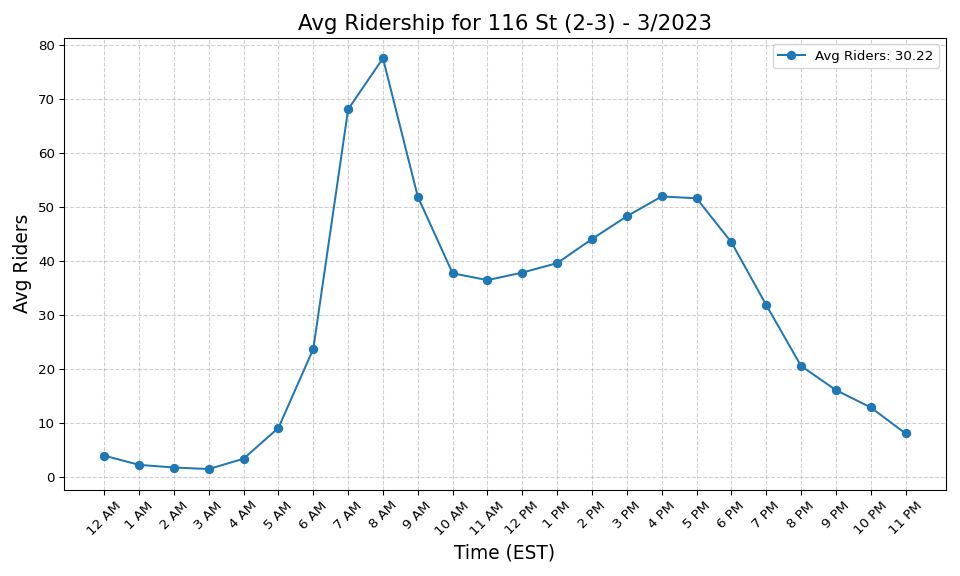 Avg Ridership for 116 St (2-3) - 3/2023
Avg Riders: 30.22
Avg Riders
80
70
60
50
40
30
20
10
0
12 AM
1 AM
2 AM
3 AM
4 AM
5 AM
6 AM
7 AM
8 AM
9 AM
10 AM
11 AM
12 PM
1 PM
2 PM
3 PM
4 PM
5 PM
6 PM
7 PM
8 PM
9 PM
10 PM
11 PM
Time (EST)